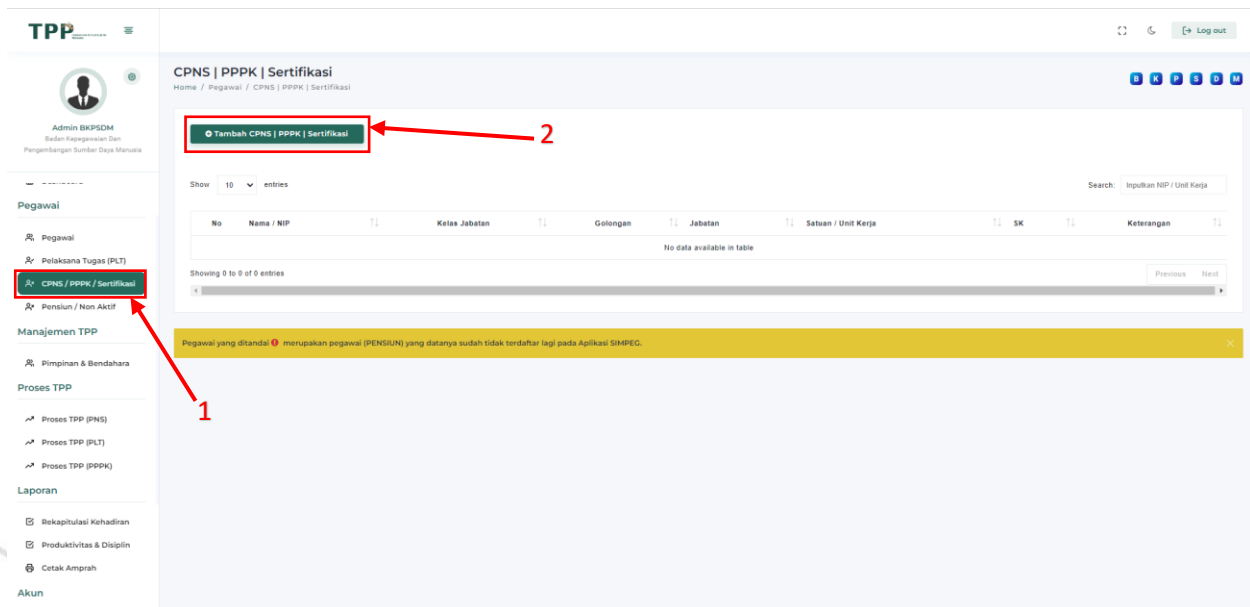 TPP
Log out
Admin BKPSDM
Badan Kepegawaian Dan
Pengembangan Sumber Daya Manusia
Pegawai
Pegawai
Pelaksana Tugas (PLT)
CPNS / PPPK / Sertifikasi
Pensiun / Non Aktif
Manajemen TPP
Pimpinan & Bendahara
Proses TPP
Proses TPP (PNS)
Proses TPP (PLT)
Proses TPP (PPPK)
Laporan
Rekapitulasi Kehadiran
Produktivitas & Disiplin
Cetak Amprah
Akun
1
CPNS | PPPK | Sertifikasi
Home / Pegawai / CPNS | PPPK | Sertifikasi
B K P S D M
Tambah CPNS | PPPK | Sertifikasi
2
Show 10 entries
Search: Inputkan NIP / Unit Kerja
No Nama / NIP Kelas Jabatan Golongan Jabatan Satuan / Unit Kerja SK Keterangan
No data available in table
Showing 0 to 0 of 0 entries
Previous Next
Pegawai yang ditandai merupakan pegawai (PENSIUN) yang datanya sudah tidak terdaftar lagi pada Aplikasi SIMPEG.